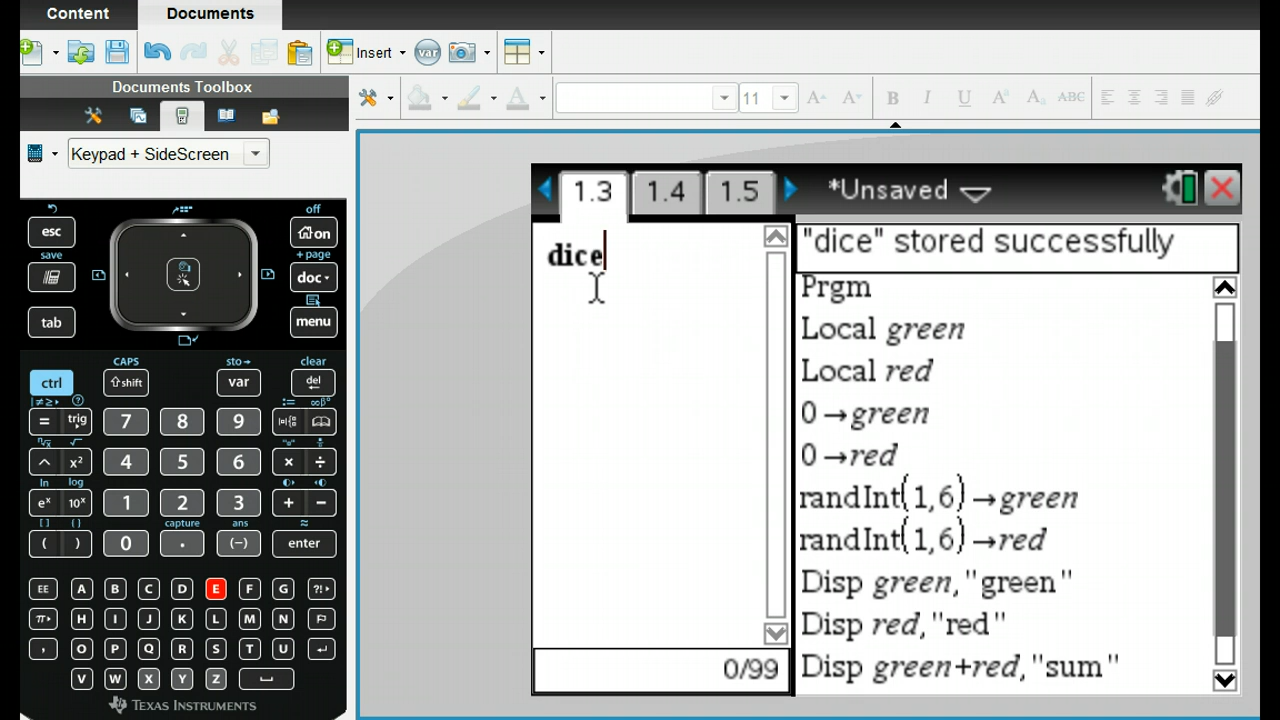 Content Documents
Insert var
Documents Toolbox
11 B I U A A ABC
Keypad + SideScreen
1.3 1.4 1.5 *Unsaved
dice
"dice" stored successfully
Prgm
Local green
Local red
0→green
0→red
randInt(1,6)→green
randInt(1,6)→red
Disp green,"green"
Disp red,"red"
Disp green+red,"sum"
0/99
off
esc on
save + page
doc
tab menu
CAPS sto→ clear
ctrl shift var del
|≠≥>
= trig 7 8 9
^ x² 4 5 6 × ÷
ln log
eˣ 10ˣ 1 2 3 + −
[ ] { } capture ans ≈
( ) 0 . (−) enter
EE A B C D E F G ?!
π H I J K L M N
, O P Q R S T U
V W X Y Z
TEXAS INSTRUMENTS